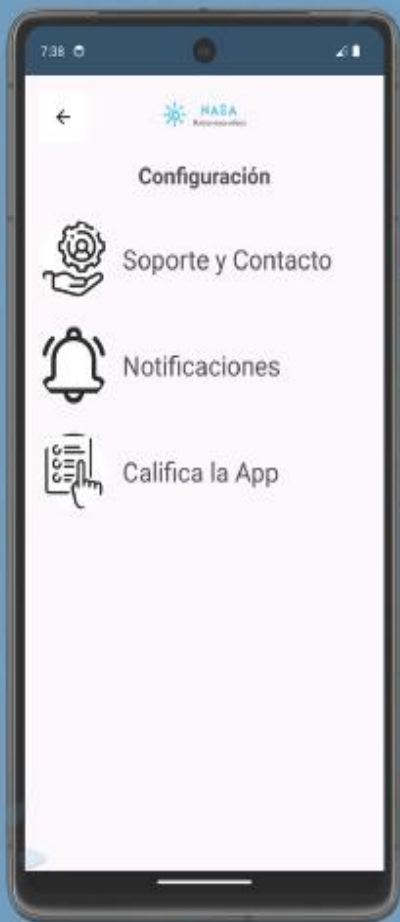 7:38
NASA
Configuración
Soporte y Contacto
Notificaciones
Califica la App